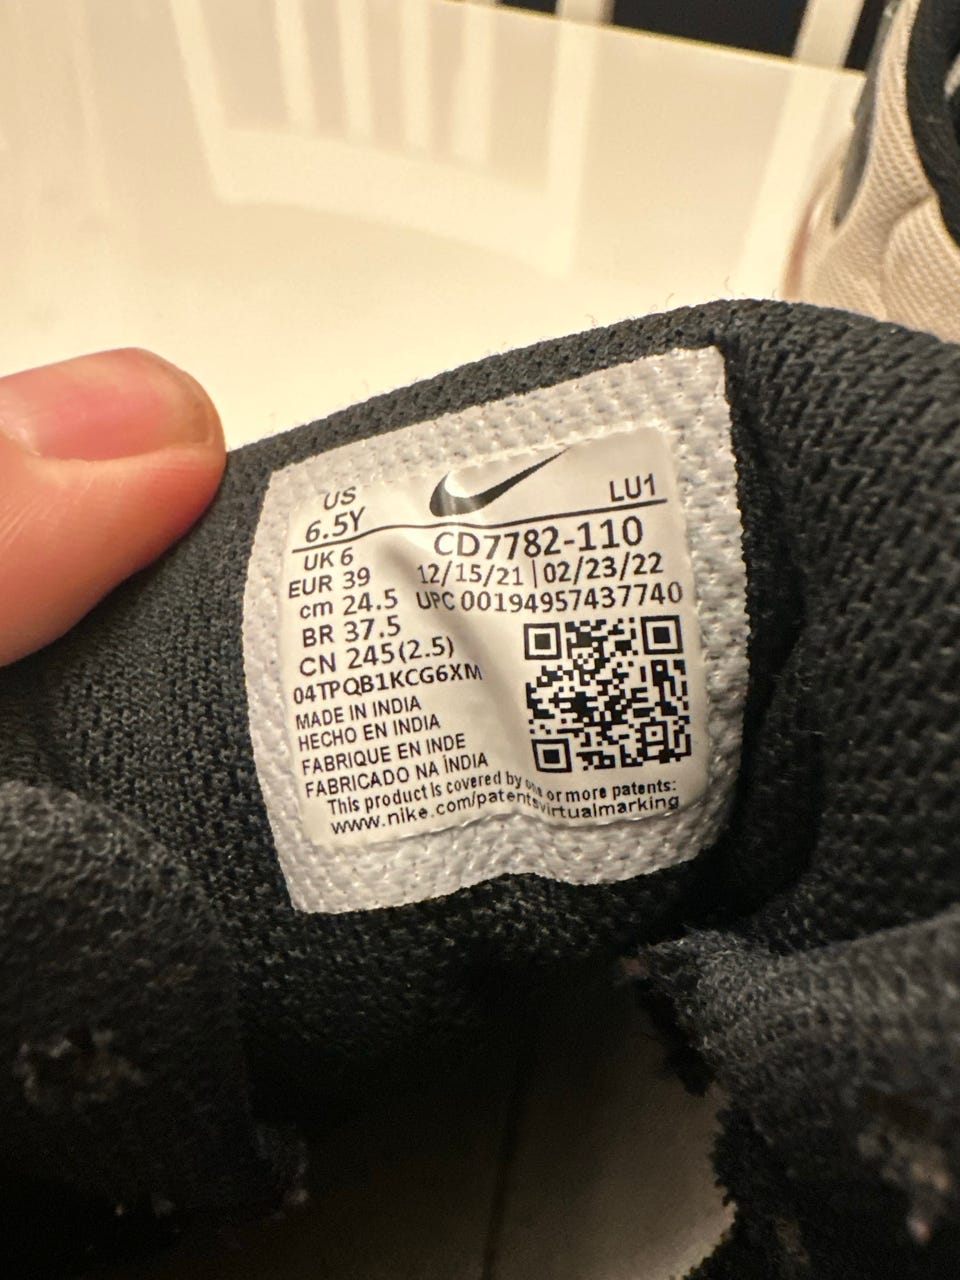 US
6.5Y
LU1
UK 6
EUR 39
cm 24.5
BR 37.5
CN 245(2.5)
CD7782-110
12/15/21 | 02/23/22
UPC 00194957437740
04TPQB1KCG6XM
MADE IN INDIA
HECHO EN INDIA
FABRIQUE EN INDE
FABRICADO NA ÍNDIA
This product is covered by one or more patents:
www.nike.com/patentsvirtualmarking